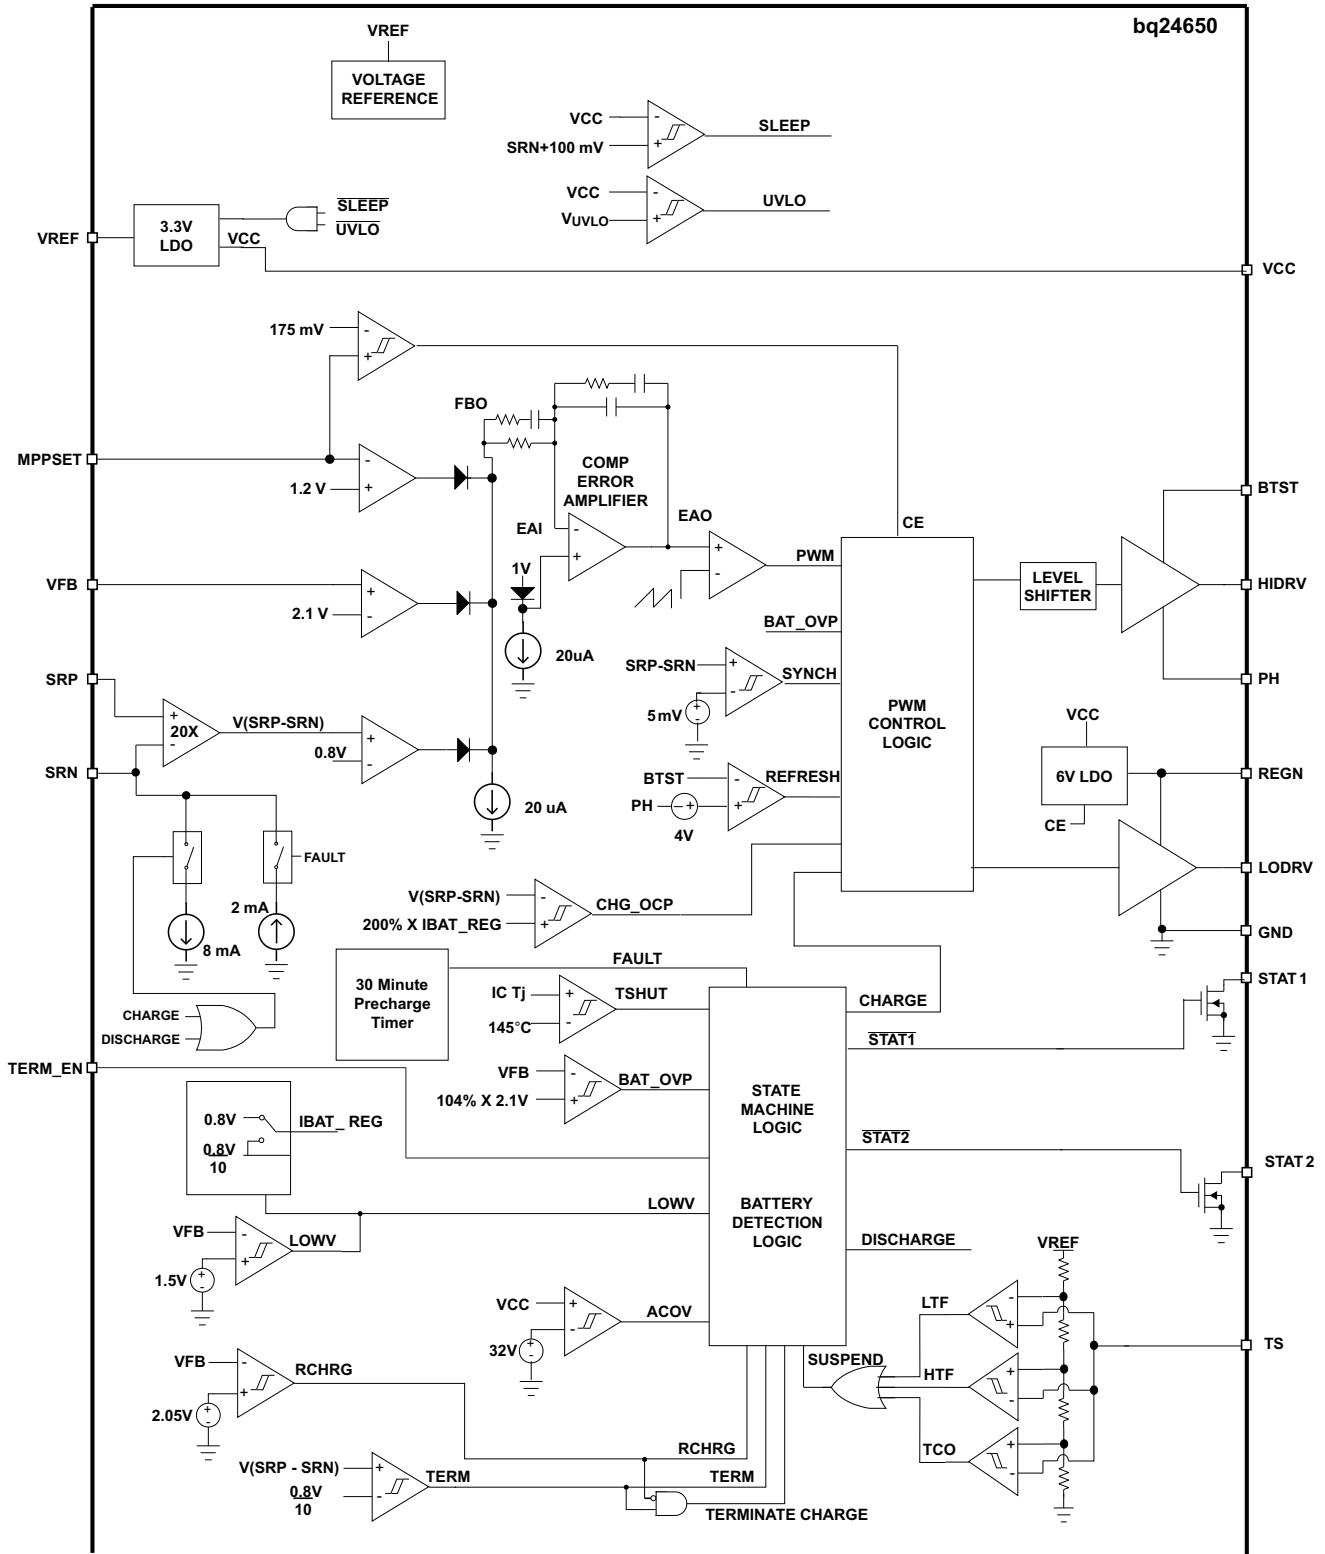 bq24650
VREF
VOLTAGE
REFERENCE
VCC
-
SRN+100 mV
+
SLEEP
VCC
-
VUVLO
+
UVLO
VREF
3.3V
LDO
SLEEP
UVLO
VCC
VCC
175 mV
-
+
FBO
MPPSET
-
1.2 V
+
COMP
ERROR
AMPLIFIER
EAI
-
+
EAO
+
-
PWM
CE
BTST
1V
LEVEL
SHIFTER
HIDRV
VFB
+
2.1 V
-
20uA
BAT_OVP
SRP-SRN
+
-
SYNCH
5mV
+
-
PH
SRP
+
20X
-
V(SRP-SRN)
+
0.8V
-
SRN
20 uA
PWM
CONTROL
LOGIC
VCC
6V LDO
REGN
CE
BTST
-
REFRESH
PH
- +
+
4V
FAULT
LODRV
2 mA
8 mA
V(SRP-SRN)
-
200% X IBAT_REG
+
CHG_OCP
GND
FAULT
30 Minute
Precharge
Timer
IC Tj
+
145°C
-
TSHUT
CHARGE
STAT1
STAT1
CHARGE
DISCHARGE
TERM_EN
VFB
-
104% X 2.1V
+
BAT_OVP
STATE
MACHINE
LOGIC
STAT2
STAT2
0.8V
IBAT_ REG
0.8V
10
LOWV
BATTERY
DETECTION
LOGIC
DISCHARGE
VFB
-
+
LOWV
1.5V
+
-
VREF
VCC
+
-
ACOV
32V
+
-
LTF
-
+
TS
SUSPEND
HTF
+
-
VFB
-
+
RCHRG
2.05V
+
-
TCO
+
-
RCHRG
V(SRP - SRN)
+
0.8V
10
-
TERM
TERM
TERMINATE CHARGE